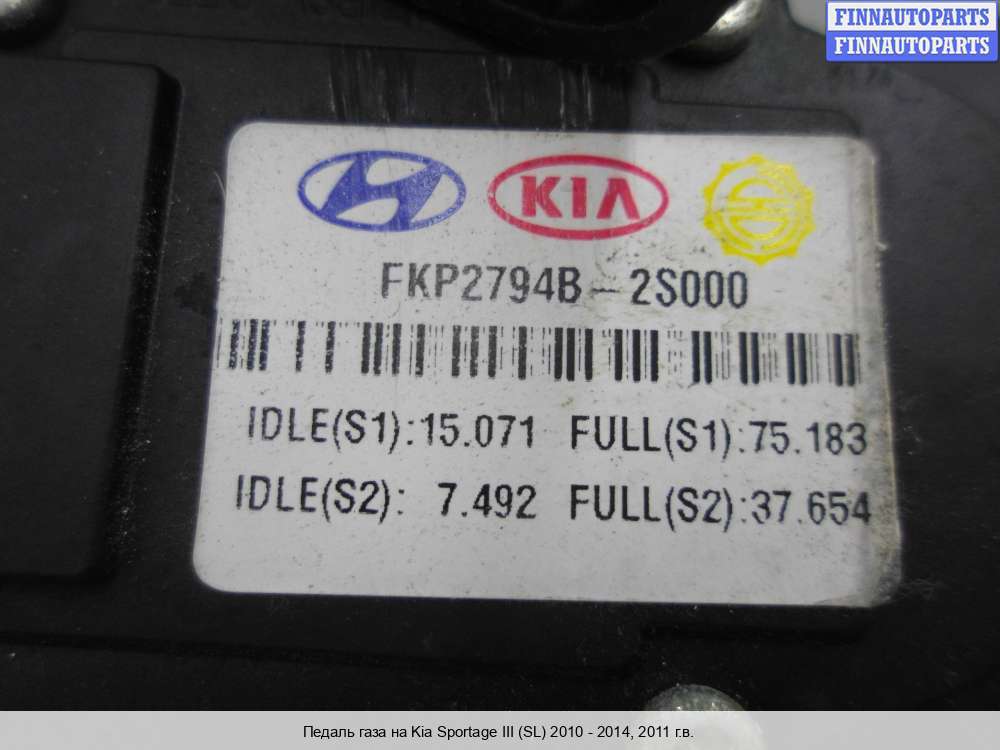 FINNAUTOPARTS
FINNAUTOPARTS
KIA
FKP2794B-2S000
IDLE(S1):15.071 FULL(S1):75.183
IDLE(S2): 7.492 FULL(S2):37.654
Педаль газа на Kia Sportage III (SL) 2010 - 2014, 2011 г.в.